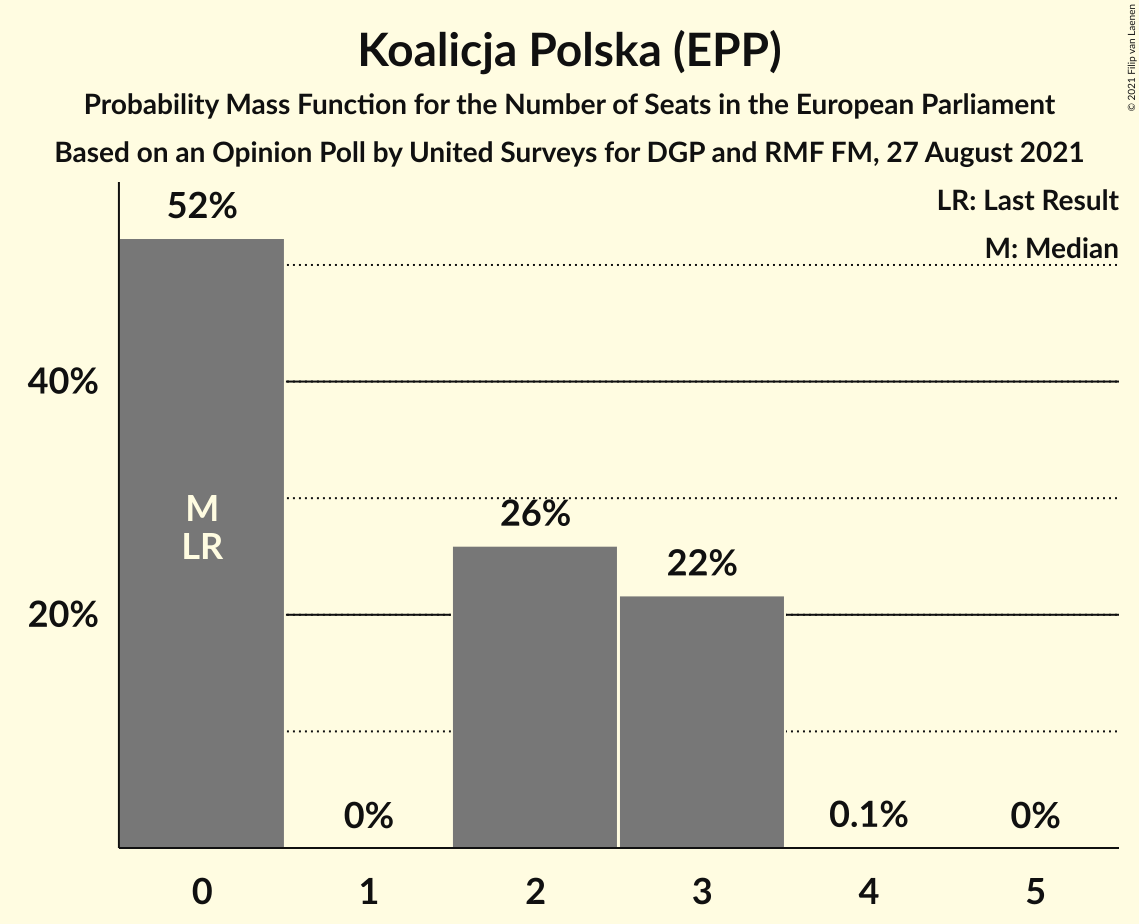 Koalicja Polska (EPP)
Probability Mass Function for the Number of Seats in the European Parliament
Based on an Opinion Poll by United Surveys for DGP and RMF FM, 27 August 2021
© 2021 Filip van Laenen
LR: Last Result
M: Median
52%
40%
M
LR
26%
22%
20%
0%
0.1%
0%
0 1 2 3 4 5